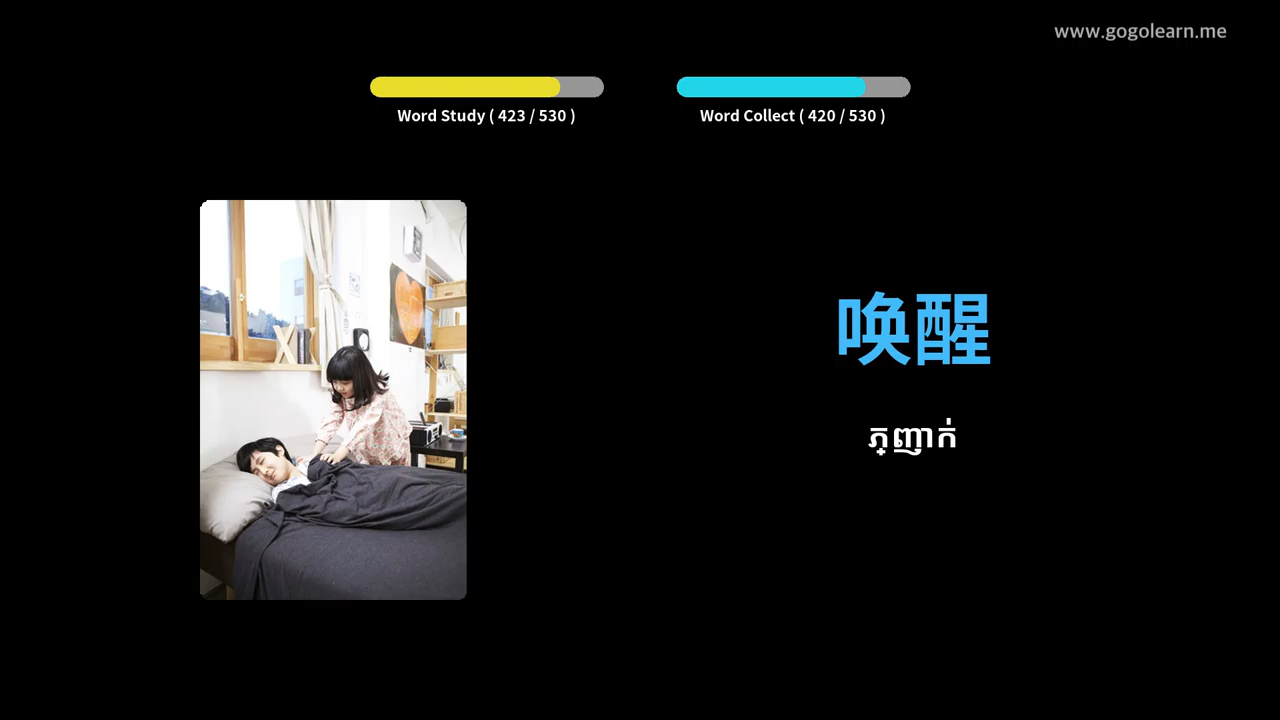 www.gogolearn.me
Word Study ( 423 / 530 )
Word Collect ( 420 / 530 )
唤醒
ភ្ញាក់